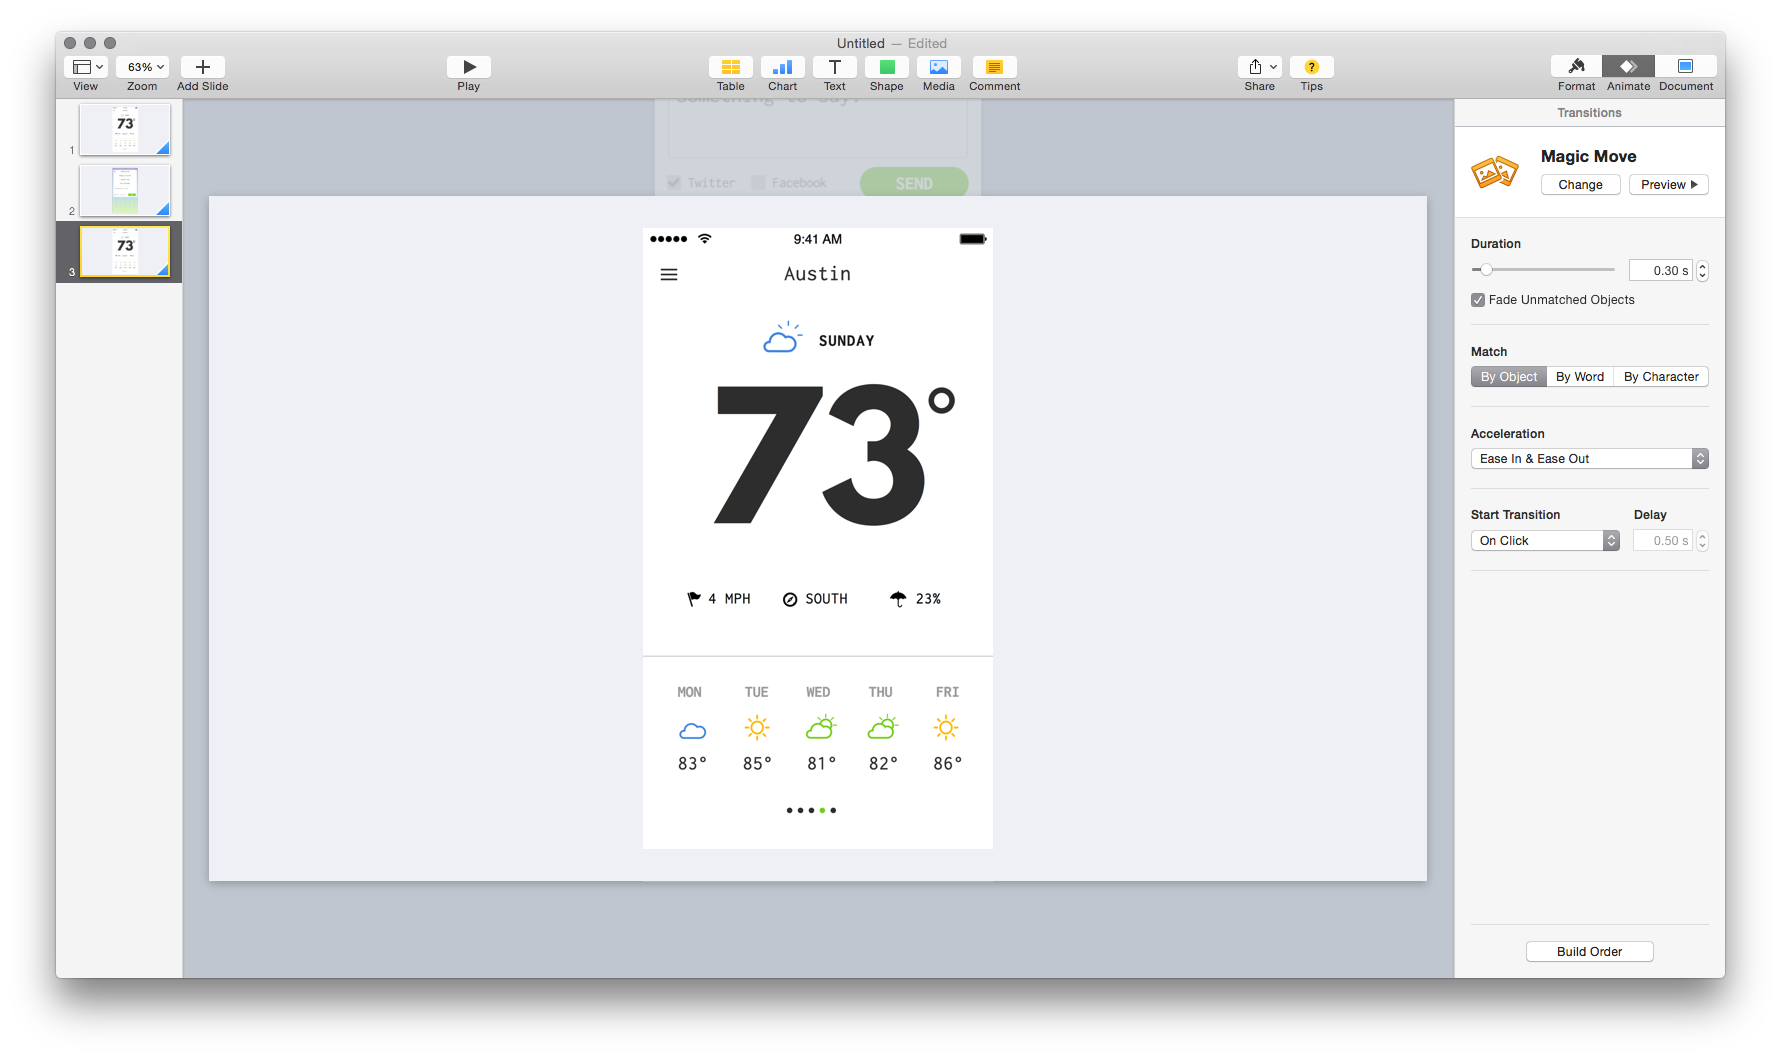 Untitled — Edited
63%
View
Zoom
Add Slide
Play
Table
Chart
Text
Shape
Media
Comment
Share
Tips
Format
Animate
Document
1
73°
2
3
73°
Something to say?
Twitter
Facebook
SEND
9:41 AM
Austin
SUNDAY
73°
4 MPH
SOUTH
23%
MON TUE WED THU FRI
83° 85° 81° 82° 86°
Transitions
Magic Move
Change
Preview
Duration
0.30 s
Fade Unmatched Objects
Match
By Object
By Word
By Character
Acceleration
Ease In & Ease Out
Start Transition
Delay
On Click
0.50 s
Build Order